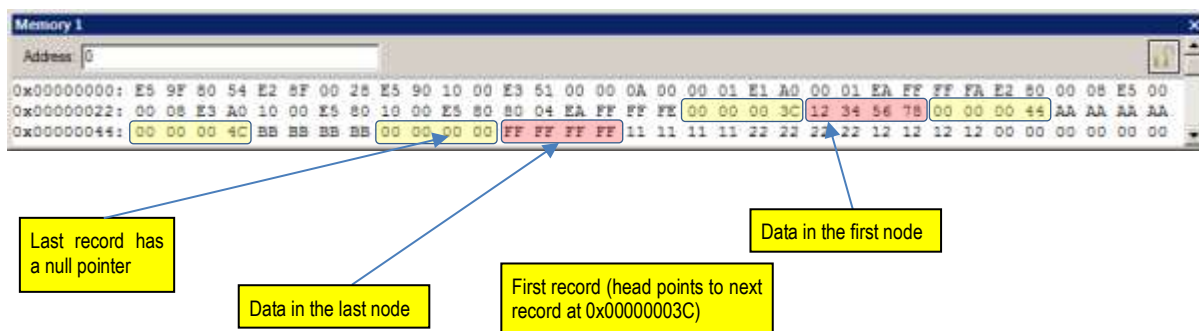 Memory 1
Address: 0
0x00000000: E5 9F 80 54 E2 8F 00 28 E5 90 10 00 E3 51 00 00 0A 00 00 01 E1 A0 00 01 EA FF FF FA E2 80 00 08 E5 00
0x00000022: 00 08 E3 A0 10 00 E5 80 10 00 E5 80 80 04 EA FF FF FE 00 00 00 3C 12 34 56 78 00 00 00 44 AA AA AA AA
0x00000044: 00 00 00 4C BB BB BB BB 00 00 00 00 FF FF FF FF 11 11 11 11 22 22 22 22 12 12 12 12 00 00 00 00 00 00
Last record has
a null pointer
Data in the last node
First record (head points to next
record at 0x00000003C)
Data in the first node